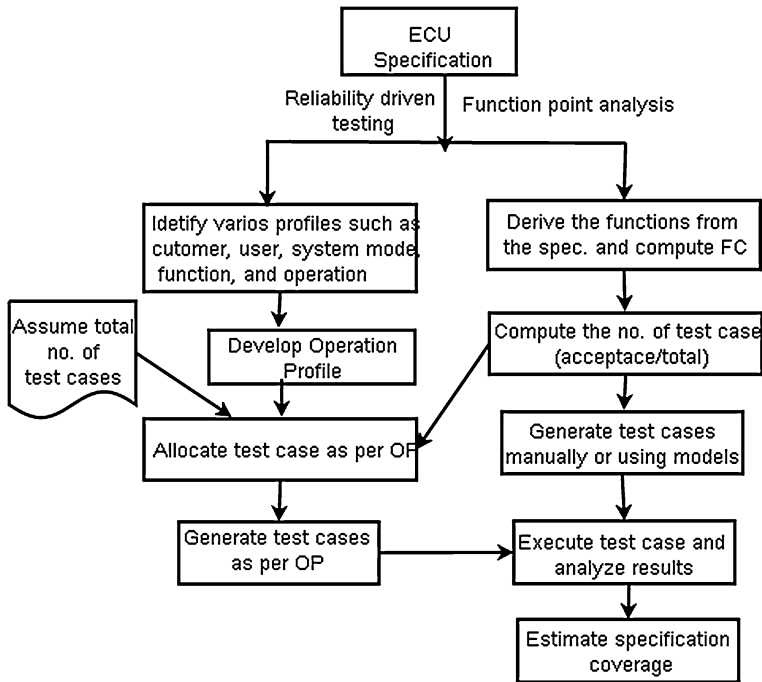 ECU
Specification
Reliability driven
testing
Function point analysis
Idetify varios profiles such as
cutomer, user, system mode,
function, and operation
Derive the functions from
the spec. and compute FC
Assume total
no. of
test cases
Develop Operation
Profile
Compute the no. of test case
(acceptace/total)
Allocate test case as per OP
Generate test cases
manually or using models
Generate test cases
as per OP
Execute test case and
analyze results
Estimate specification
coverage